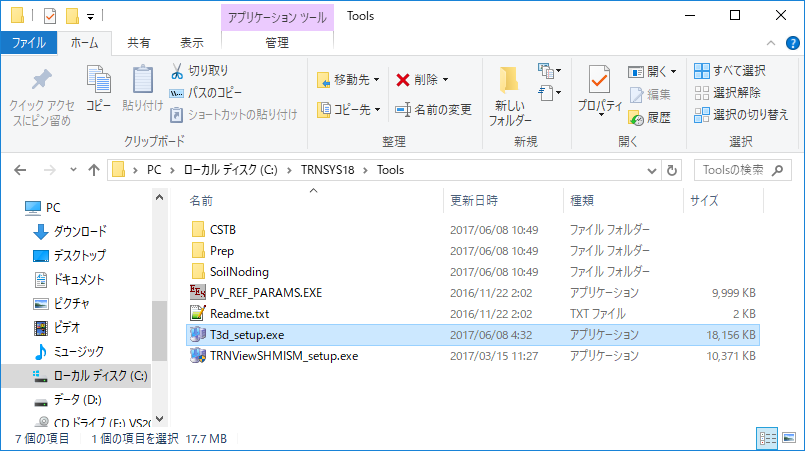 アプリケーション ツール Tools
ファイル ホーム 共有 表示 管理
クイック アクセスにピン留め
コピー
貼り付け
切り取り
パスのコピー
ショートカットの貼り付け
クリップボード
移動先
コピー先
削除
名前の変更
整理
新しいフォルダー
新規
プロパティ
開く
編集
履歴
開く
すべて選択
選択解除
選択の切り替え
選択
PC ローカル ディスク (C:) TRNSYS18 Tools Toolsの検索
名前 更新日時 種類 サイズ
PC
ダウンロード
デスクトップ
ドキュメント
ピクチャ
ビデオ
ミュージック
ローカル ディスク (C:)
データ (D:)
CD ドライブ (F:) VS20
CSTB 2017/06/08 10:49 ファイル フォルダー
Prep 2017/06/08 10:49 ファイル フォルダー
SoilNoding 2017/06/08 10:49 ファイル フォルダー
PV_REF_PARAMS.EXE 2016/11/22 2:02 アプリケーション 9,999 KB
Readme.txt 2016/11/22 2:02 TXT ファイル 2 KB
T3d_setup.exe 2017/06/08 4:32 アプリケーション 18,156 KB
TRNViewSHMISM_setup.exe 2017/03/15 11:27 アプリケーション 10,371 KB
7 個の項目 1 個の項目を選択 17.7 MB